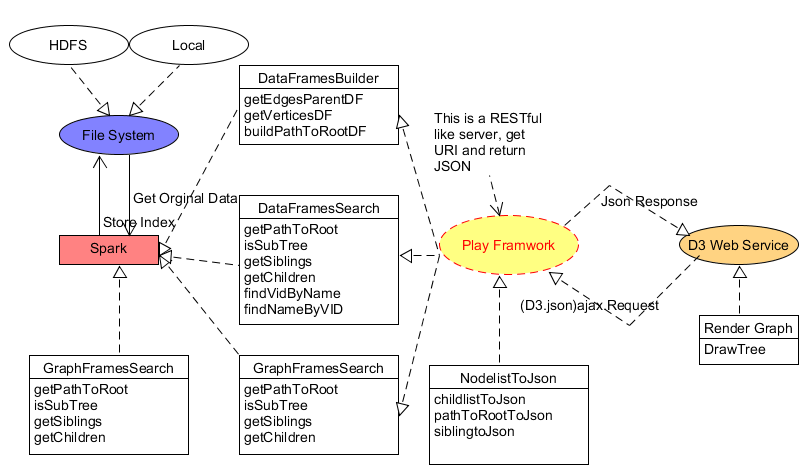 HDFS
Local
File System
Get Orginal Data
Store Index
Spark
DataFramesBuilder
getEdgesParentDF
getVerticesDF
buildPathToRootDF
DataFramesSearch
getPathToRoot
isSubTree
getSiblings
getChildren
findVidByName
findNameByVID
GraphFramesSearch
getPathToRoot
isSubTree
getSiblings
getChildren
GraphFramesSearch
getPathToRoot
isSubTree
getSiblings
getChildren
This is a RESTful
like server, get
URI and return
JSON
Play Framwork
NodelistToJson
childlistToJson
pathToRootToJson
siblingtoJson
Json Response
D3 Web Service
(D3.json)ajax.Request
Render Graph
DrawTree